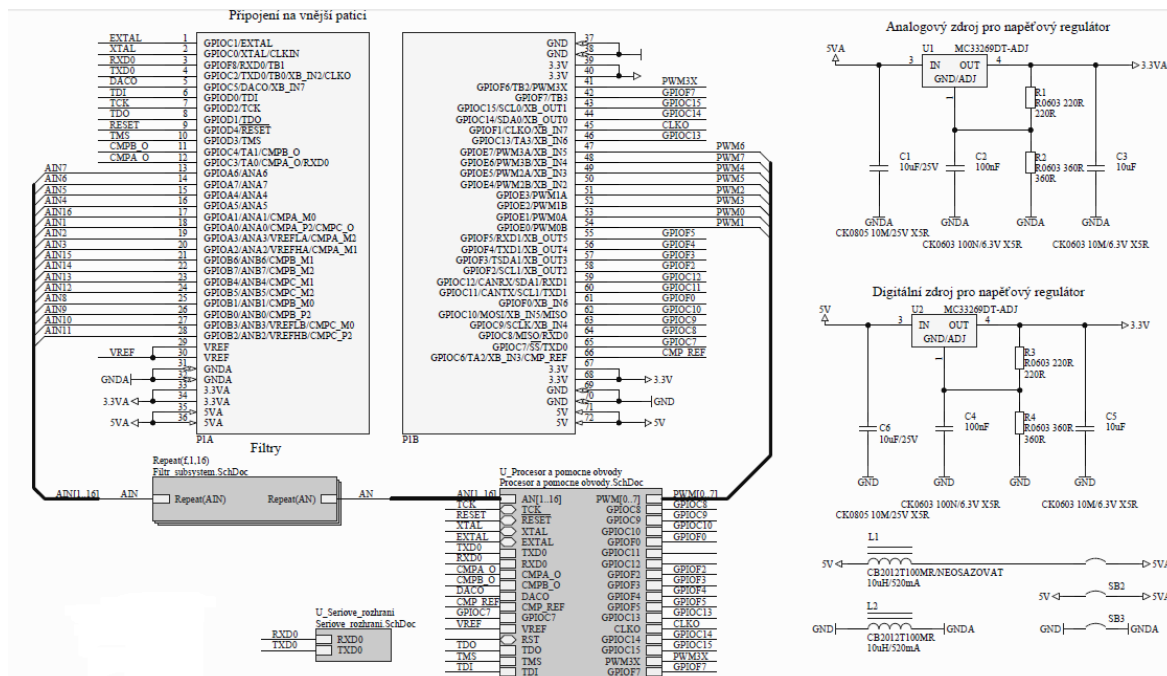 Připojení na vnější patici
EXTAL 1 GPIOC1/EXTAL
XTAL 2 GPIOC0/XTAL/CLKIN
RXD0 3 GPIOF8/RXD0/TB1
TXD0 4 GPIOC2/TXD0/TB0/XB_IN2/CLKO
DACO 5 GPIOC5/DACO/XB_IN7
TDI 6 GPIOD0/TDI
TCK 7 GPIOD2/TCK
TDO 8 GPIOD1/TDO
RESET 9 GPIOD4/RESET
TMS 10 GPIOD3/TMS
CMPB_O 11 GPIOC4/TA1/CMPB_O
CMPA_O 12 GPIOC3/TA0/CMPA_O/RXD0
AIN7 13 GPIOA6/ANA6
AIN6 14 GPIOA7/ANA7
AIN5 15 GPIOA4/ANA4
AIN4 16 GPIOA5/ANA5
AIN16 17 GPIOA1/ANA1/CMPA_M0
AIN1 18 GPIOA0/ANA0/CMPA_P2/CMPC_O
AIN2 19 GPIOA3/ANA3/VREFLA/CMPA_M2
AIN3 20 GPIOA2/ANA2/VREFHA/CMPA_M1
AIN15 21 GPIOB6/ANB6/CMPB_M1
AIN14 22 GPIOB7/ANB7/CMPB_M2
AIN13 23 GPIOB4/ANB4/CMPC_M1
AIN12 24 GPIOB5/ANB5/CMPC_M2
AIN8 25 GPIOB1/ANB1/CMPB_M0
AIN9 26 GPIOB0/ANB0/CMPB_P2
AIN10 27 GPIOB3/ANB3/VREFLB/CMPC_M0
AIN11 28 GPIOB2/ANB2/VREFHB/CMPC_P2
29 VREF
VREF 30 VREF
31 GNDA
GNDA 32 GNDA
33 3.3VA
3.3VA 34 3.3VA
35 5VA
5VA 36 5VA
P1A
GND 37
GND 38
3.3V 39
3.3V 40
GPIOF6/TB2/PWM3X 41 PWM3X
GPIOF7/TB3 42 GPIOF7
GPIOC15/SCL0/XB_OUT1 43 GPIOC15
GPIOC14/SDA0/XB_OUT0 44 GPIOC14
GPIOF1/CLKO/XB_IN7 45 CLKO
GPIOC13/TA3/XB_IN6 46 GPIOC13
GPIOE7/PWM3A/XB_IN5 47 PWM6
GPIOE6/PWM3B/XB_IN4 48 PWM7
GPIOE5/PWM2A/XB_IN3 49 PWM4
GPIOE4/PWM2B/XB_IN2 50 PWM5
GPIOE3/PWM1A 51 PWM2
GPIOE2/PWM1B 52 PWM3
GPIOE1/PWM0A 53 PWM0
GPIOE0/PWM0B 54 PWM1
GPIOF5/RXD1/XB_OUT5 55 GPIOF5
GPIOF4/TXD1/XB_OUT4 56 GPIOF4
GPIOF3/TSDA1/XB_OUT3 57 GPIOF3
GPIOF2/SCL1/XB_OUT2 58 GPIOF2
GPIOC12/CANRX/SDA1/RXD1 59 GPIOC12
GPIOC11/CANTX/SCL1/TXD1 60 GPIOC11
GPIOF0/XB_IN6 61 GPIOF0
GPIOC10/MOSI/XB_IN5/MISO 62 GPIOC10
GPIOC9/SCLK/XB_IN4 63 GPIOC9
GPIOC8/MISO/RXD0 64 GPIOC8
GPIOC7/SS/TXD0 65 GPIOC7
GPIOC6/TA2/XB_IN3/CMP_REF 66 CMP_REF
3.3V 67
3.3V 68 3.3V
GND 69
GND 70 GND
5V 71
5V 72 5V
P1B
Analogový zdroj pro napěťový regulátor
5VA U1 MC33269DT-ADJ
3 IN OUT 4 3.3VA
GND/ADJ
1
R1
R0603 220R
220R
C1
10uF/25V
C2
100nF
R2
R0603 360R
360R
C3
10uF
GNDA GNDA GNDA GNDA
CK0805 10M/25V X5R
CK0603 100N/6.3V X5R CK0603 10M/6.3V X5R
Digitální zdroj pro napěťový regulátor
5V U2 MC33269DT-ADJ
3 IN OUT 4 3.3V
GND/ADJ
1
R3
R0603 220R
220R
C6
10uF/25V
C4
100nF
R4
R0603 360R
360R
C5
10uF
GND GND GND GND
CK0603 100N/6.3V X5R CK0603 10M/6.3V X5R
CK0805 10M/25V X5R
L1
5V 5VA
CB2012T100MR/NEOSAZOVAT
10uH/520mA
SB2
5V 5VA
L2
GND GNDA
CB2012T100MR
10uH/520mA
SB3
GND GNDA
Filtry
Repeat(f,1,16)
Filtr_subsystem.SchDoc
AIN[1..16] AIN Repeat(AIN) Repeat(AN) AN
U_Procesor a pomocne obvody
Procesor a pomocne obvody.SchDoc
AN[1..16] AN[1..16] PWM[0..7] PWM[0..7]
TCK TCK GPIOC8 GPIOC8
RESET RESET GPIOC9 GPIOC9
XTAL XTAL GPIOC10 GPIOC10
EXTAL EXTAL GPIOF0 GPIOF0
TXD0 TXD0 GPIOC11
RXD0 RXD0 GPIOC12
CMPA_O CMPA_O GPIOF2 GPIOF2
CMPB_O CMPB_O GPIOF3 GPIOF3
DACO DACO GPIOF4 GPIOF4
CMP_REF CMP_REF GPIOF5 GPIOF5
GPIOC7 GPIOC7 GPIOC13 GPIOC13
VREF VREF CLKO CLKO
RST GPIOC14 GPIOC14
TDO TDO GPIOC15 GPIOC15
TMS TMS PWM3X PWM3X
TDI TDI GPIOF7 GPIOF7
U_Seriove_rozhrani
Seriove_rozhrani.SchDoc
RXD0 RXD0
TXD0 TXD0